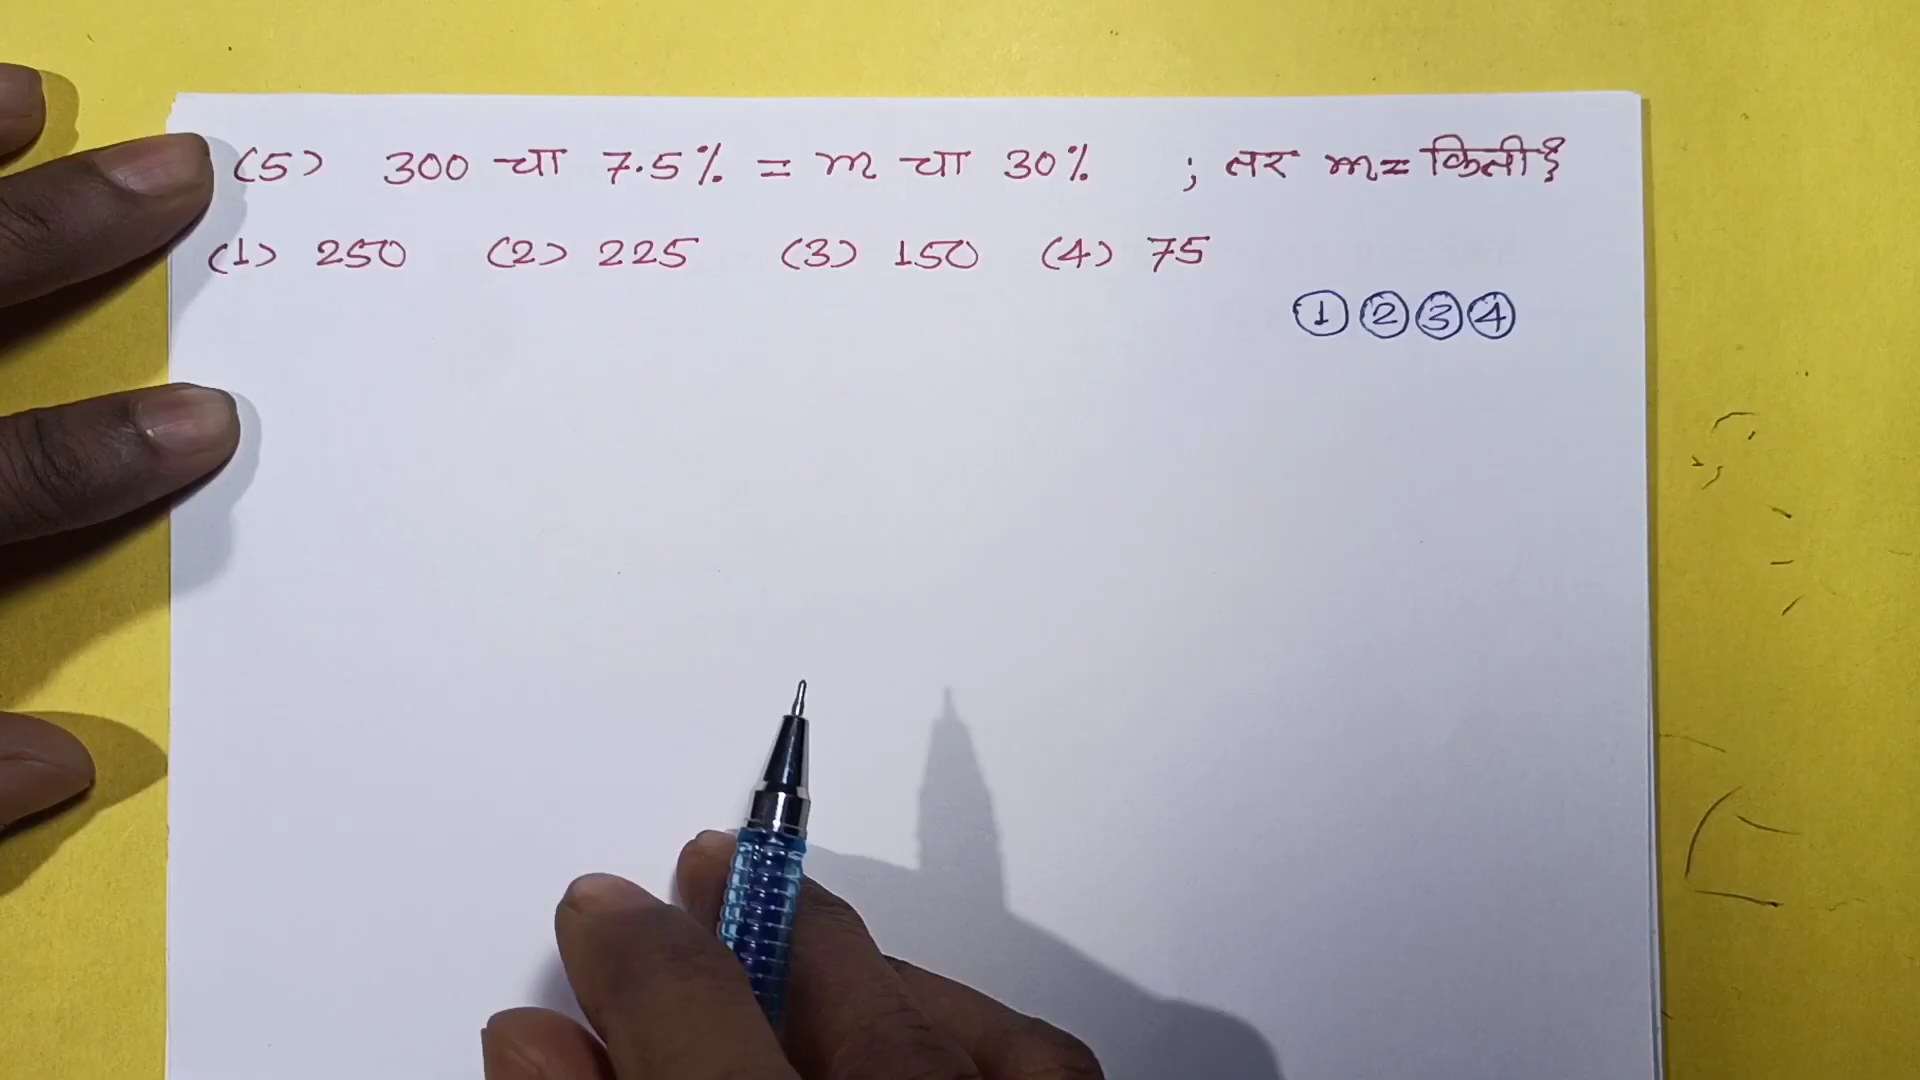 (5) 300 चा 7.5% = m चा 30% ; तर m = किती?
(1) 250 (2) 225 (3) 150 (4) 75
① ② ③ ④